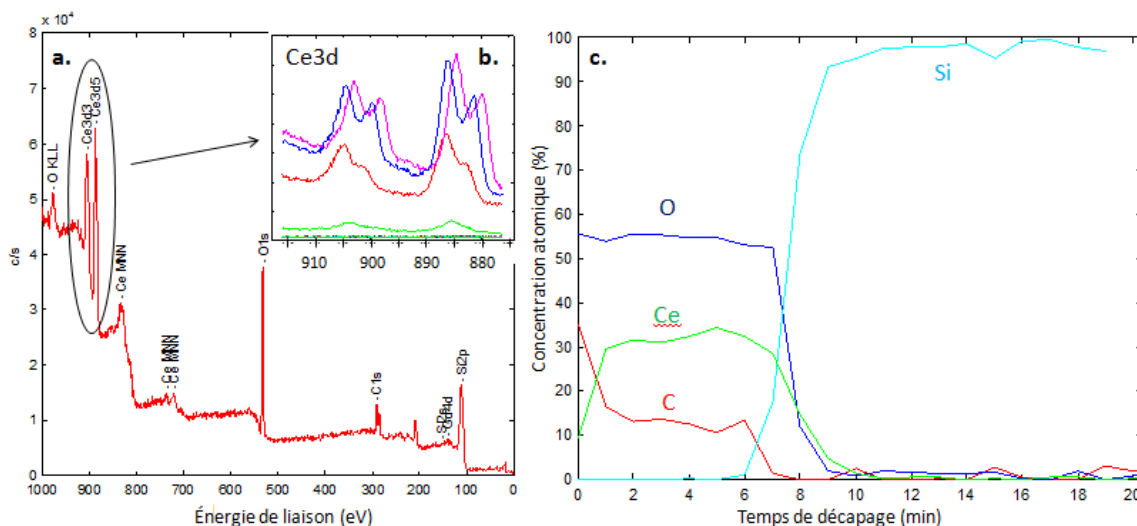 x 10⁴
a.
8
7
6
5
4
3
2
1
0
c/s
O KLL
Ce3d3
Ce3d5
Ce MNN
Ce MNN
Ce MNN
O1s
C1s
Si2p
1000 900 800 700 600 500 400 300 200 100 0
Énergie de liaison (eV)
Ce3d
b.
910 900 890 880
c.
100
90
80
70
60
50
40
30
20
10
0
Concentration atomique (%)
Si
O
Ce
C
0 2 4 6 8 10 12 14 16 18 20
Temps de décapage (min)